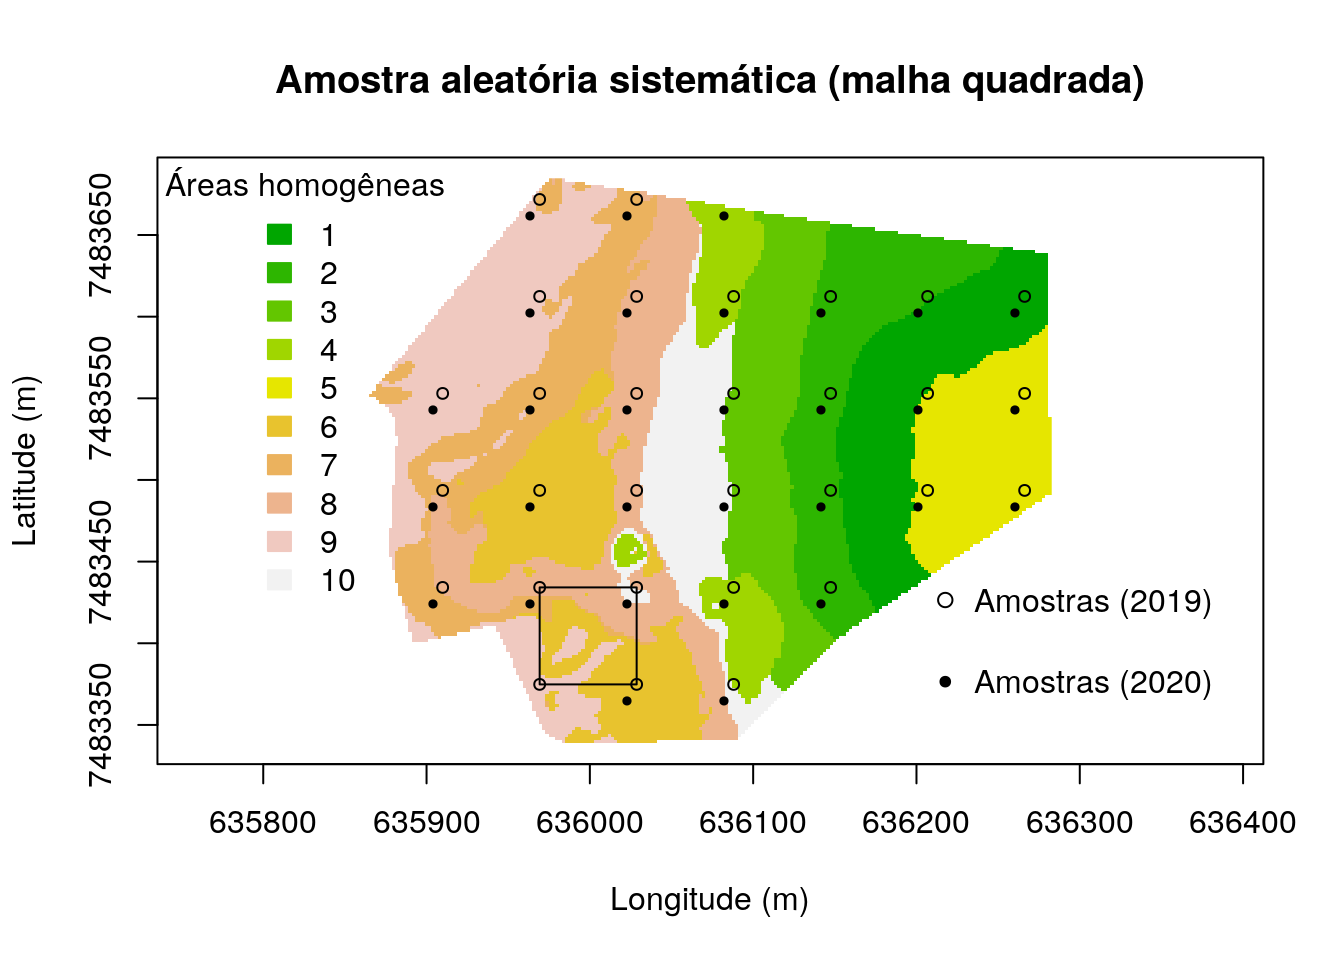 Amostra aleatória sistemática (malha quadrada)
Áreas homogêneas
1
2
3
4
5
6
7
8
9
10
Amostras (2019)
Amostras (2020)
Latitude (m)
7483650
7483550
7483450
7483350
635800 635900 636000 636100 636200 636300 636400
Longitude (m)